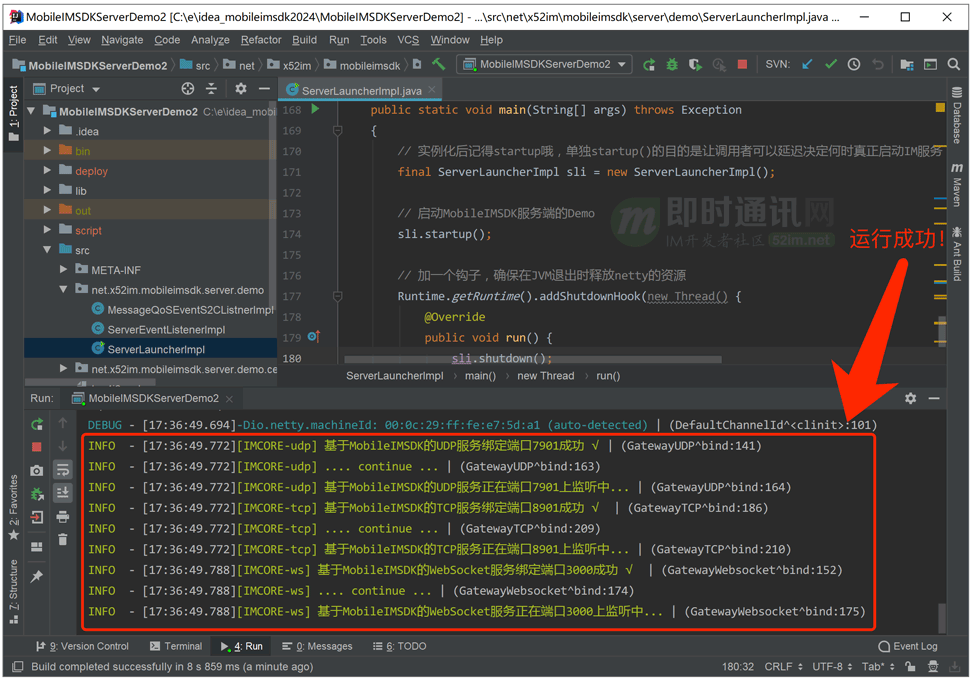 MobileIMSDKServerDemo2 [C:\e\idea_mobileimsdk2024\MobileIMSDKServerDemo2] - ...\src\net\x52im\mobileimsdk\server\demo\ServerLauncherImpl.java ...
File Edit View Navigate Code Analyze Refactor Build Run Tools VCS Window Help
MobileIMSDKServerDemo2 src net x52im mobileimsdk MobileIMSDKServerDemo2 SVN:
1: Project
Project
ServerLauncherImpl.java
MobileIMSDKServerDemo2 C:\e\idea_mobi
.idea
bin
deploy
lib
out
script
src
META-INF
net.x52im.mobileimsdk.server.demo
MessageQoSEventS2CListnerImpl
ServerEventListenerImpl
ServerLauncherImpl
net.x52im.mobileimsdk.server.demo.ce
168 public static void main(String[] args) throws Exception
169 {
170 // 实例化后记得startup哦，单独startup()的目的是让调用者可以延迟决定何时真正启动IM服务
171 final ServerLauncherImpl sli = new ServerLauncherImpl();
172
173 // 启动MobileIMSDK服务端的Demo
174 sli.startup();
175
176 // 加一个钩子，确保在JVM退出时释放netty的资源
177 Runtime.getRuntime().addShutdownHook(new Thread() {
178 @Override
179 public void run() {
180 sli.shutdown();
即时通讯网
IM开发者社区 52im.net
运行成功!
Database
Maven
Ant Build
ServerLauncherImpl › main() › new Thread › run()
Run: MobileIMSDKServerDemo2
DEBUG - [17:36:49.694]-Dio.netty.machineId: 00:0c:29:ff:fe:e7:5d:a1 (auto-detected) | (DefaultChannelId^<clinit>:101)
INFO - [17:36:49.772][IMCORE-udp] 基于MobileIMSDK的UDP服务绑定端口7901成功 √ | (GatewayUDP^bind:141)
INFO - [17:36:49.772][IMCORE-udp] .... continue ... | (GatewayUDP^bind:163)
INFO - [17:36:49.772][IMCORE-udp] 基于MobileIMSDK的UDP服务正在端口7901上监听中... | (GatewayUDP^bind:164)
INFO - [17:36:49.772][IMCORE-tcp] 基于MobileIMSDK的TCP服务绑定端口8901成功 √ | (GatewayTCP^bind:186)
INFO - [17:36:49.772][IMCORE-tcp] .... continue ... | (GatewayTCP^bind:209)
INFO - [17:36:49.772][IMCORE-tcp] 基于MobileIMSDK的TCP服务正在端口8901上监听中... | (GatewayTCP^bind:210)
INFO - [17:36:49.788][IMCORE-ws] 基于MobileIMSDK的WebSocket服务绑定端口3000成功 √ | (GatewayWebsocket^bind:152)
INFO - [17:36:49.788][IMCORE-ws] .... continue ... | (GatewayWebsocket^bind:174)
INFO - [17:36:49.788][IMCORE-ws] 基于MobileIMSDK的WebSocket服务正在端口3000上监听中... | (GatewayWebsocket^bind:175)
2: Favorites
7: Structure
9: Version Control Terminal 4: Run 0: Messages 6: TODO Event Log
Build completed successfully in 8 s 859 ms (a minute ago) 180:32 CRLF UTF-8 Tab*